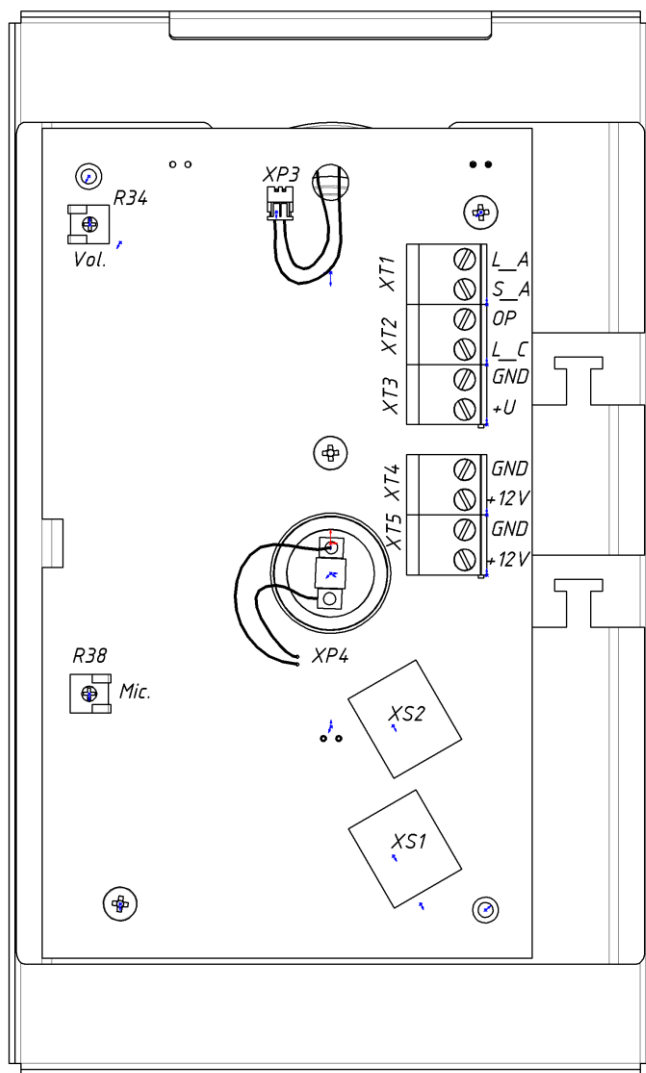 XP3
R34
Vol.
XT1
L_A
S_A
XT2
OP
L_C
XT3
GND
+U
XT4
GND
+12V
XT5
GND
+12V
XP4
R38
Mic.
XS2
XS1